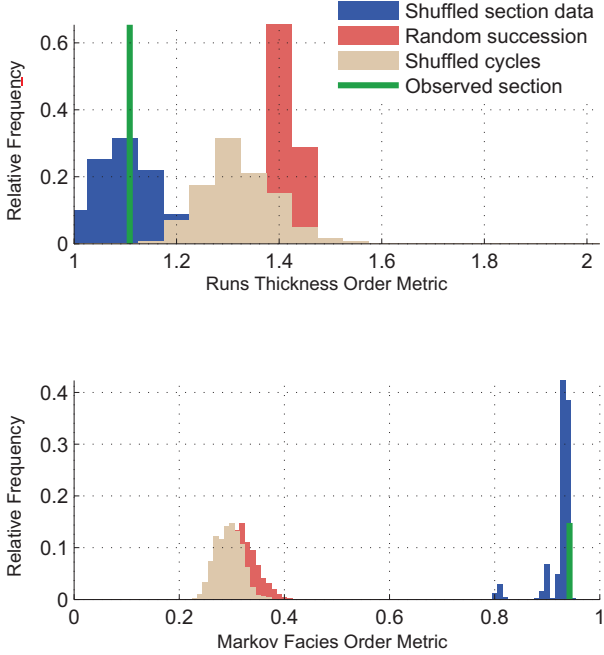 Shuffled section data
Random succession
Shuffled cycles
Observed section
Relative Frequency
0.6
0.4
0.2
0
1 1.2 1.4 1.6 1.8 2
Runs Thickness Order Metric
Relative Frequency
0.4
0.3
0.2
0.1
0
0 0.2 0.4 0.6 0.8 1
Markov Facies Order Metric